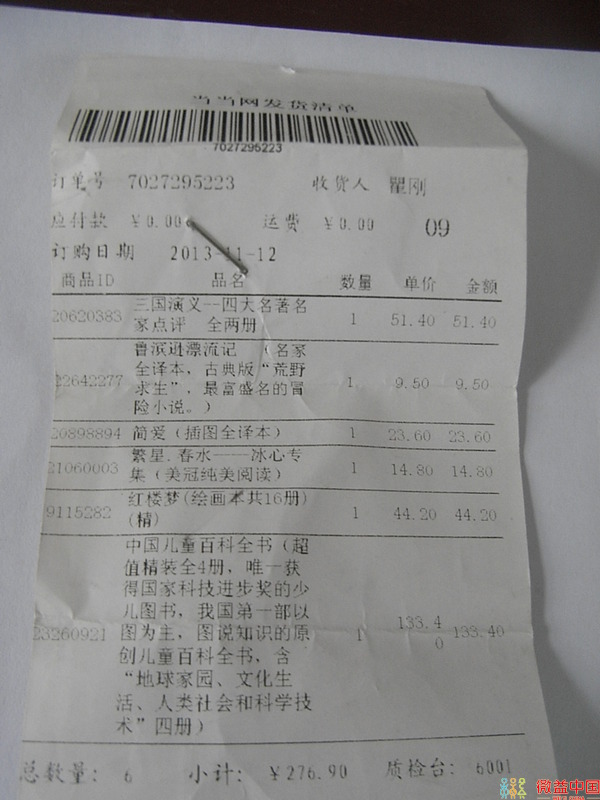 当当网发货清单
7027295223
订单号 7027295223 收货人 瞿刚
应付款 ￥0.00 运费 ￥0.00 09
订购日期 2013-11-12
商品ID 品名 数量 单价 金额
三国演义--四大名著名
20620383 家点评 全两册 1 51.40 51.40
鲁滨逊漂流记 （名家
全译本，古典版“荒野
22642277 求生”，最富盛名的冒 1 9.50 9.50
险小说。）
20898894 简爱（插图全译本） 1 23.60 23.60
繁星.春水——冰心专
21060003 集（美冠纯美阅读） 1 14.80 14.80
红楼梦(绘画本共16册)
9115282 (精) 1 44.20 44.20
中国儿童百科全书（超
值精装全4册，唯一获
得国家科技进步奖的少
儿图书，我国第一部以 133.4
23260921 图为主，图说知识的原 1 0 133.40
创儿童百科全书，含
“地球家园、文化生
活、人类社会和科学技
术”四册）
总数量： 6 小计： ￥276.90 质检台： 6001
微益中国